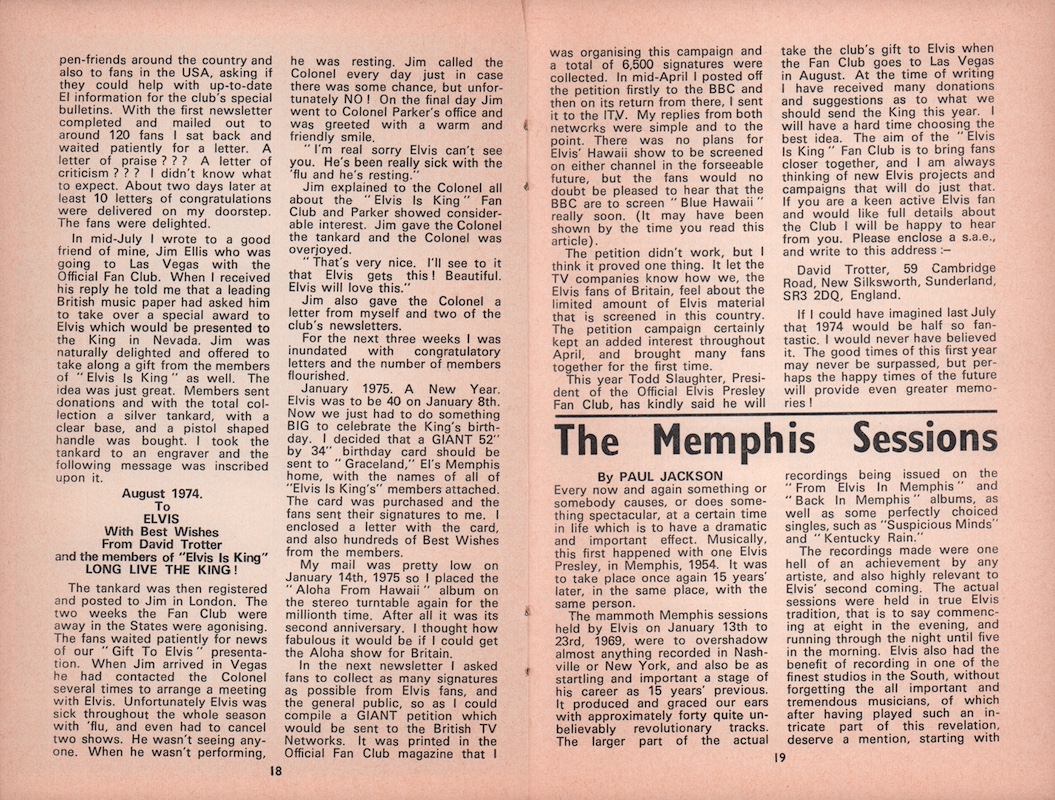 pen-friends around the country and
also to fans in the USA, asking if
they could help with up-to-date
El information for the club's special
bulletins. With the first newsletter
completed and mailed out to
around 120 fans I sat back and
waited patiently for a letter. A
letter of praise ? ? ? A letter of
criticism ? ? ? I didn't know what
to expect. About two days later at
least 10 letters of congratulations
were delivered on my doorstep.
The fans were delighted.
In mid-July I wrote to a good
friend of mine, Jim Ellis who was
going to Las Vegas with the
Official Fan Club. When I received
his reply he told me that a leading
British music paper had asked him
to take over a special award to
Elvis which would be presented to
the King in Nevada. Jim was
naturally delighted and offered to
take along a gift from the members
of "Elvis Is King" as well. The
idea was just great. Members sent
donations and with the total col-
lection a silver tankard, with a
clear base, and a pistol shaped
handle was bought. I took the
tankard to an engraver and the
following message was inscribed
upon it.
August 1974.
To
ELVIS
With Best Wishes
From David Trotter
and the members of "Elvis Is King"
LONG LIVE THE KING !
The tankard was then registered
and posted to Jim in London. The
two weeks the Fan Club were
away in the States were agonising.
The fans waited patiently for news
of our "Gift To Elvis" presenta-
tion. When Jim arrived in Vegas
he had contacted the Colonel
several times to arrange a meeting
with Elvis. Unfortunately Elvis was
sick throughout the whole season
with 'flu, and even had to cancel
two shows. He wasn't seeing any-
one. When he wasn't performing,
he was resting. Jim called the
Colonel every day just in case
there was some chance, but unfor-
tunately NO ! On the final day Jim
went to Colonel Parker's office and
was greeted with a warm and
friendly smile.
"I'm real sorry Elvis can't see
you. He's been really sick with the
'flu and he's resting."
Jim explained to the Colonel all
about the "Elvis Is King" Fan
Club and Parker showed consider-
able interest. Jim gave the Colonel
the tankard and the Colonel was
overjoyed.
"That's very nice. I'll see to it
that Elvis gets this ! Beautiful.
Elvis will love this."
Jim also gave the Colonel a
letter from myself and two of the
club's newsletters.
For the next three weeks I was
inundated with congratulatory
letters and the number of members
flourished.
January 1975. A New Year.
Elvis was to be 40 on January 8th.
Now we just had to do something
BIG to celebrate the King's birth-
day. I decided that a GIANT 52"
by 34" birthday card should be
sent to "Graceland," El's Memphis
home, with the names of all of
"Elvis Is King's" members attached.
The card was purchased and the
fans sent their signatures to me. I
enclosed a letter with the card,
and also hundreds of Best Wishes
from the members.
My mail was pretty low on
January 14th, 1975 so I placed the
"Aloha From Hawaii" album on
the stereo turntable again for the
millionth time. After all it was its
second anniversary. I thought how
fabulous it would be if I could get
the Aloha show for Britain.
In the next newsletter I asked
fans to collect as many signatures
as possible from Elvis fans, and
the general public, so as I could
compile a GIANT petition which
would be sent to the British TV
Networks. It was printed in the
Official Fan Club magazine that I
18
was organising this campaign and
a total of 6,500 signatures were
collected. In mid-April I posted off
the petition firstly to the BBC and
then on its return from there, I sent
it to the ITV. My replies from both
networks were simple and to the
point. There was no plans for
Elvis' Hawaii show to be screened
on either channel in the forseeable
future, but the fans would no
doubt be pleased to hear that the
BBC are to screen "Blue Hawaii"
really soon. (It may have been
shown by the time you read this
article).
The petition didn't work, but I
think it proved one thing. It let the
TV companies know how we, the
Elvis fans of Britain, feel about the
limited amount of Elvis material
that is screened in this country.
The petition campaign certainly
kept an added interest throughout
April, and brought many fans
together for the first time.
This year Todd Slaughter, Presi-
dent of the Official Elvis Presley
Fan Club, has kindly said he will
take the club's gift to Elvis when
the Fan Club goes to Las Vegas
in August. At the time of writing
I have received many donations
and suggestions as to what we
should send the King this year. I
will have a hard time choosing the
best idea. The aim of the "Elvis
Is King" Fan Club is to bring fans
closer together, and I am always
thinking of new Elvis projects and
campaigns that will do just that.
If you are a keen active Elvis fan
and would like full details about
the Club I will be happy to hear
from you. Please enclose a s.a.e.,
and write to this address :–
David Trotter, 59 Cambridge
Road, New Silksworth, Sunderland,
SR3 2DQ, England.
If I could have imagined last July
that 1974 would be half so fan-
tastic. I would never have believed
it. The good times of this first year
may never be surpassed, but per-
haps the happy times of the future
will provide even greater memo-
ries !
The Memphis Sessions
By PAUL JACKSON
Every now and again something or
somebody causes, or does some-
thing spectacular, at a certain time
in life which is to have a dramatic
and important effect. Musically,
this first happened with one Elvis
Presley, in Memphis, 1954. It was
to take place once again 15 years'
later, in the same place, with the
same person.
The mammoth Memphis sessions
held by Elvis on January 13th to
23rd, 1969, were to overshadow
almost anything recorded in Nash-
ville or New York, and also be as
startling and important a stage of
his career as 15 years' previous.
It produced and graced our ears
with approximately forty quite un-
believably revolutionary tracks.
The larger part of the actual
recordings being issued on the
"From Elvis In Memphis" and
"Back In Memphis" albums, as
well as some perfectly choiced
singles, such as "Suspicious Minds"
and "Kentucky Rain."
The recordings made were one
hell of an achievement by any
artiste, and also highly relevant to
Elvis' second coming. The actual
sessions were held in true Elvis
tradition, that is to say commenc-
ing at eight in the evening, and
running through the night until five
in the morning. Elvis also had the
benefit of recording in one of the
finest studios in the South, without
forgetting the all important and
tremendous musicians, of which
after having played such an in-
tricate part of this revelation,
deserve a mention, starting with
19